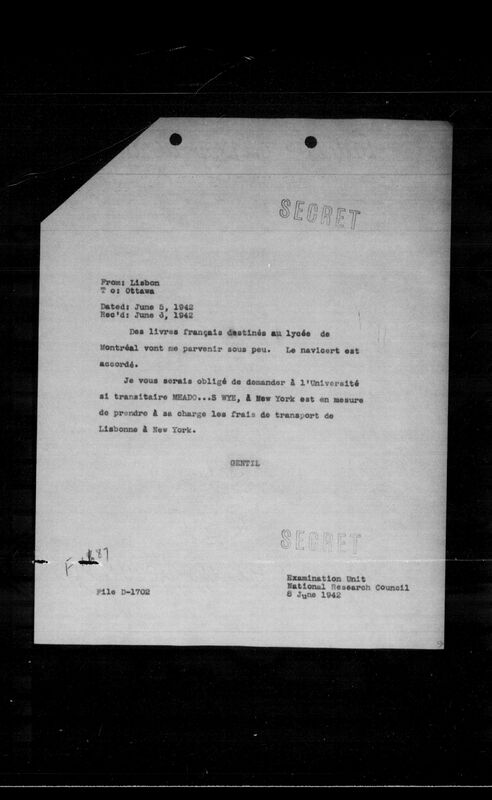 SECRET
From: Lisbon
T o: Ottawa
Dated: June 5, 1942
Rec'd: June 6, 1942
Des livres français destinés au lycée de
Montréal vont me parvenir sous peu. Le navicert est
accordé.
Je vous serais obligé de demander à l'Université
si transitaire MEADO...S WYE, à New York est en mesure
de prendre à sa charge les frais de transport de
Lisbonne à New York.
GENTIL
SECRET
Examination Unit
National Research Council
8 June 1942
File D-1702